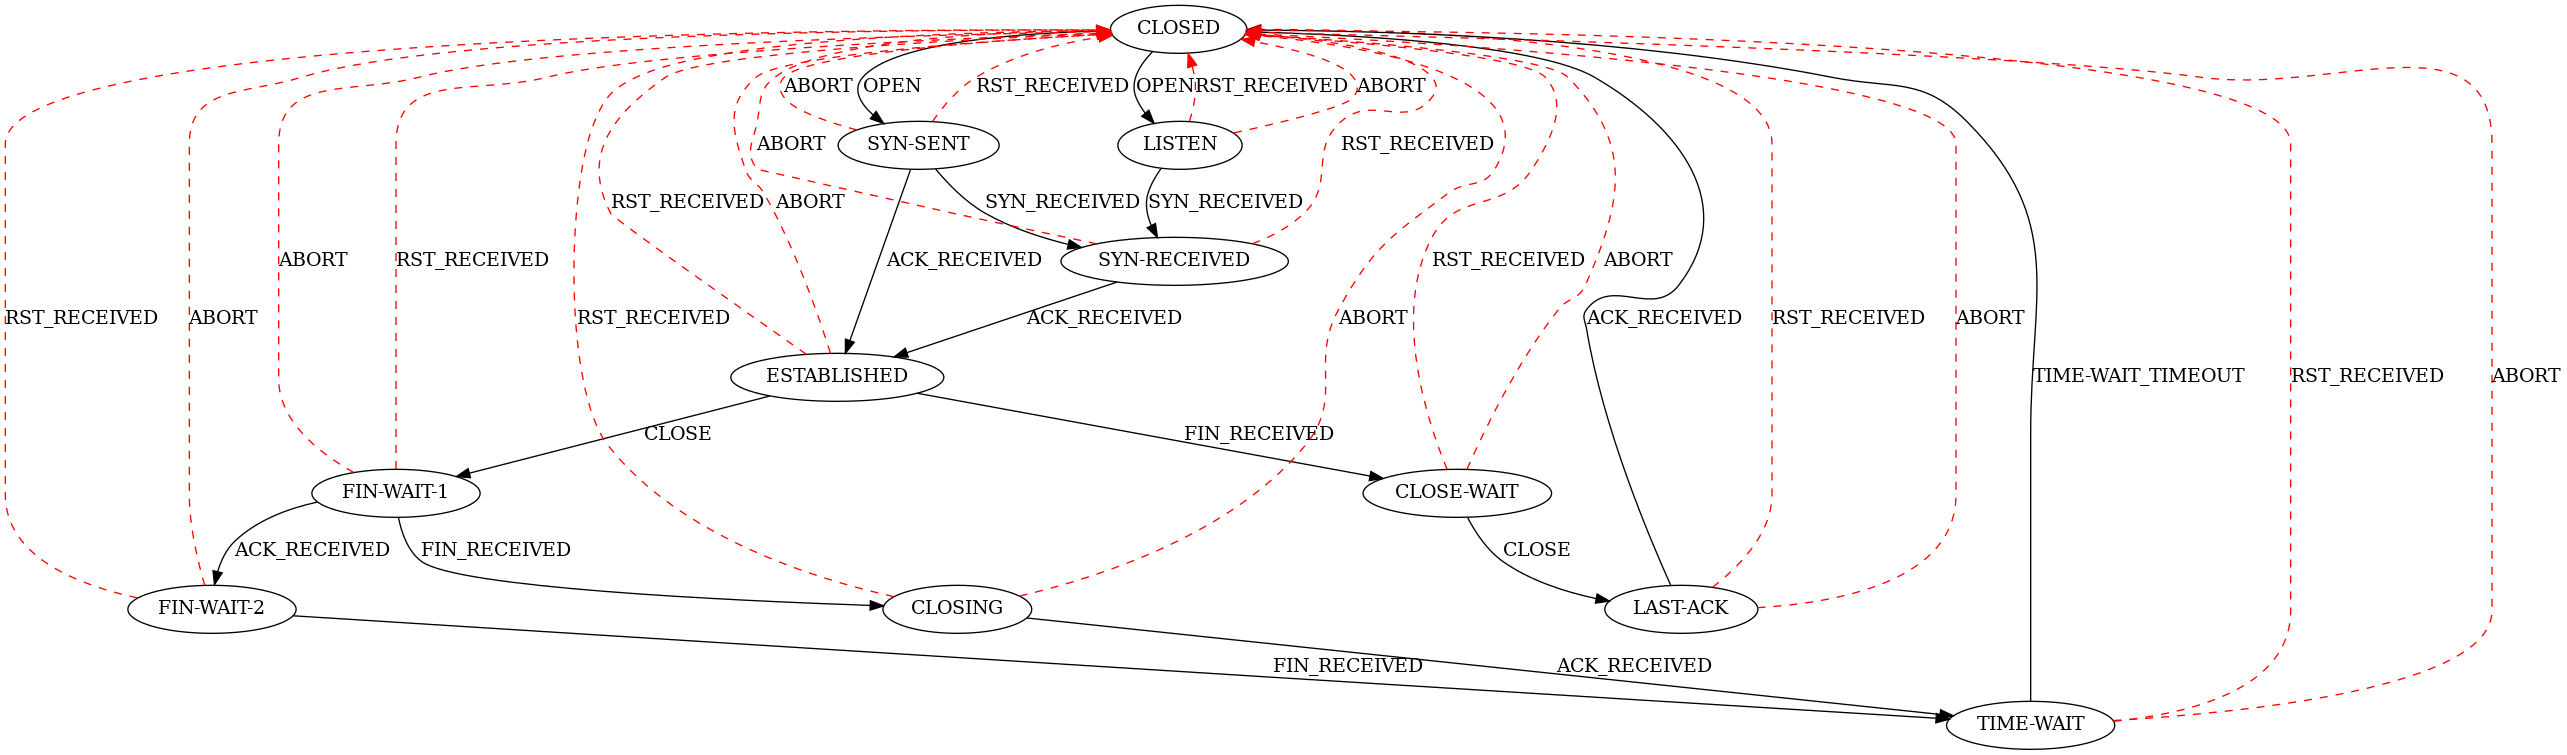 CLOSED
ABORT
OPEN
RST_RECEIVED
OPEN
RST_RECEIVED
ABORT
SYN-SENT
LISTEN
ABORT
RST_RECEIVED
RST_RECEIVED
ABORT
SYN_RECEIVED
SYN_RECEIVED
ABORT
RST_RECEIVED
ACK_RECEIVED
SYN-RECEIVED
RST_RECEIVED
ABORT
RST_RECEIVED
ABORT
RST_RECEIVED
ACK_RECEIVED
ABORT
ACK_RECEIVED
RST_RECEIVED
ABORT
ESTABLISHED
TIME-WAIT_TIMEOUT
RST_RECEIVED
ABORT
CLOSE
FIN_RECEIVED
FIN-WAIT-1
CLOSE-WAIT
ACK_RECEIVED
FIN_RECEIVED
CLOSE
FIN-WAIT-2
CLOSING
LAST-ACK
FIN_RECEIVED
ACK_RECEIVED
TIME-WAIT